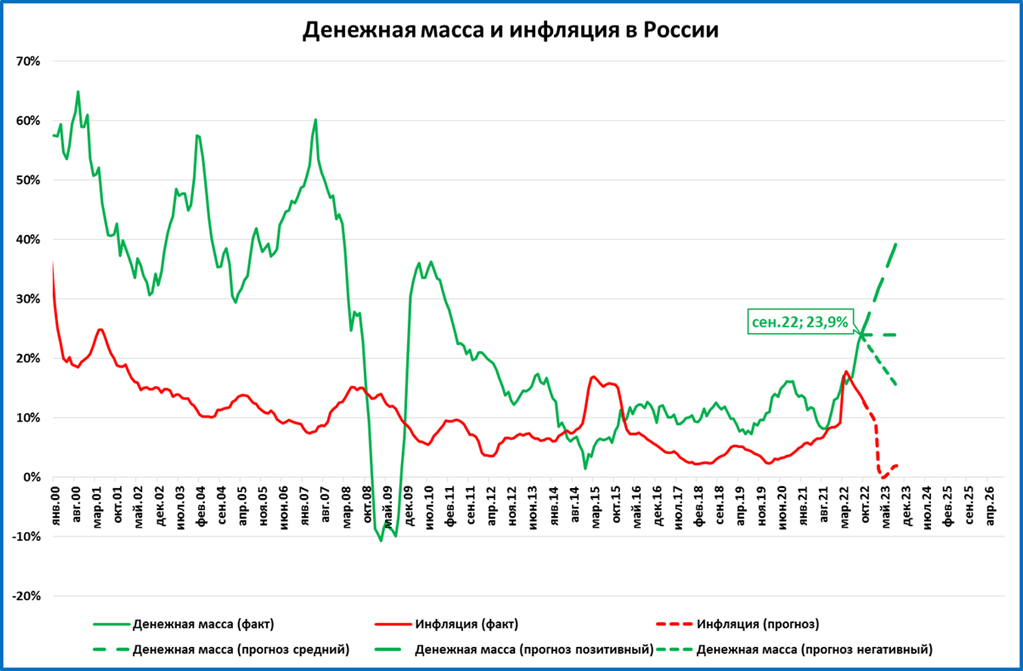 Денежная масса и инфляция в России
70%
60%
50%
40%
30%
20%
10%
0%
-10%
-20%
сен.22; 23,9%
янв.00 авг.00 мар.01 окт.01 май.02 дек.02 июл.03 фев.04 сен.04 апр.05 ноя.05 июн.06 янв.07 авг.07 мар.08 окт.08 май.09 дек.09 июл.10 фев.11 сен.11 апр.12 ноя.12 июн.13 янв.14 авг.14 мар.15 окт.15 май.16 дек.16 июл.17 фев.18 сен.18 апр.19 ноя.19 июн.20 янв.21 авг.21 мар.22 окт.22 май.23 дек.23 июл.24 фев.25 сен.25 апр.26
Денежная масса (факт) Инфляция (факт) Инфляция (прогноз)
Денежная масса (прогноз средний) Денежная масса (прогноз позитивный) Денежная масса (прогноз негативный)